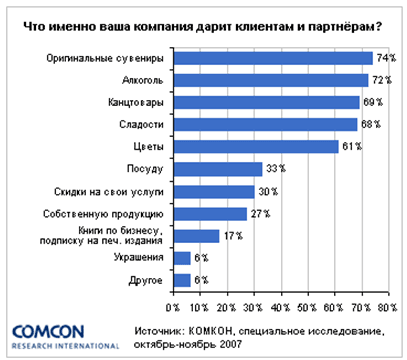 Что именно ваша компания дарит клиентам и партнёрам?
Оригинальные сувениры 74%
Алкоголь 72%
Канцтовары 69%
Сладости 68%
Цветы 61%
Посуду 33%
Скидки на свои услуги 30%
Собственную продукцию 27%
Книги по бизнесу,
подписку на печ. издания 17%
Украшения 6%
Другое 6%
0% 10% 20% 30% 40% 50% 60% 70% 80%
COMCON
RESEARCH INTERNATIONAL
Источник: КОМКОН, специальное исследование,
октябрь-ноябрь 2007